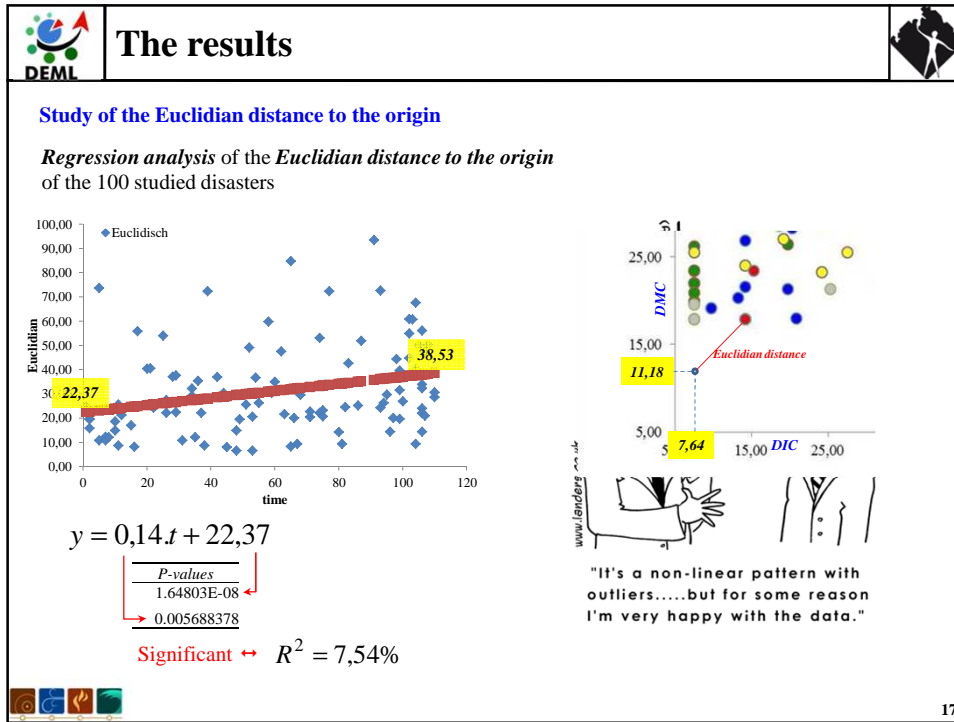 The results
DEML
Study of the Euclidian distance to the origin
Regression analysis of the Euclidian distance to the origin
of the 100 studied disasters
100,00
90,00
80,00
70,00
60,00
50,00
40,00
30,00
20,00
10,00
0,00
Euclidian
Euclidisch
22,37
38,53
0
20
40
60
80
100
120
time
25,00
15,00
11,18
5,00
DMC
Euclidian distance
5
7,64
15,00
DIC
25,00
y = 0,14.t + 22,37
P-values
1.64803E-08
0.005688378
Significant ↔ R² = 7,54%
"It's a non-linear pattern with
outliers.....but for some reason
I'm very happy with the data."
17